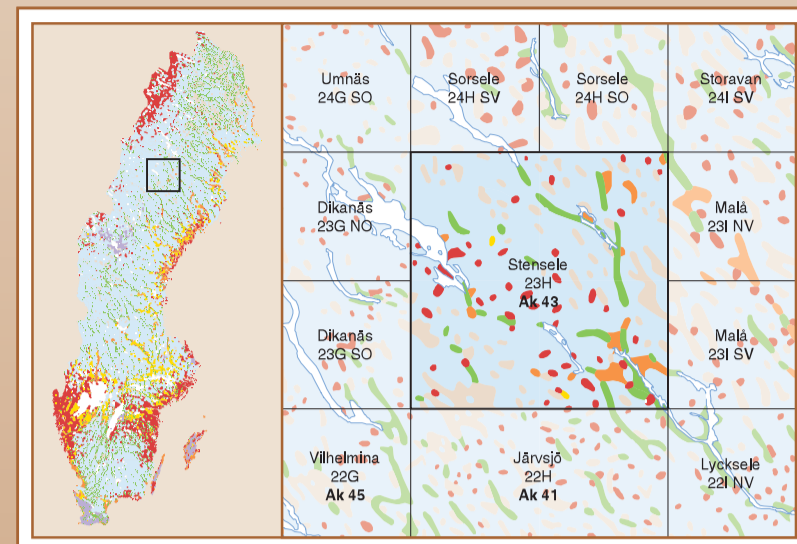 Umnäs
24G SO
Sorsele
24H SV
Sorsele
24H SO
Storavan
24I SV
Dikanäs
23G NO
Stensele
23H
Ak 43
Malå
23I NV
Dikanäs
23G SO
Malå
23I SV
Vilhelmina
22G
Ak 45
Järvsjö
22H
Ak 41
Lycksele
22I NV